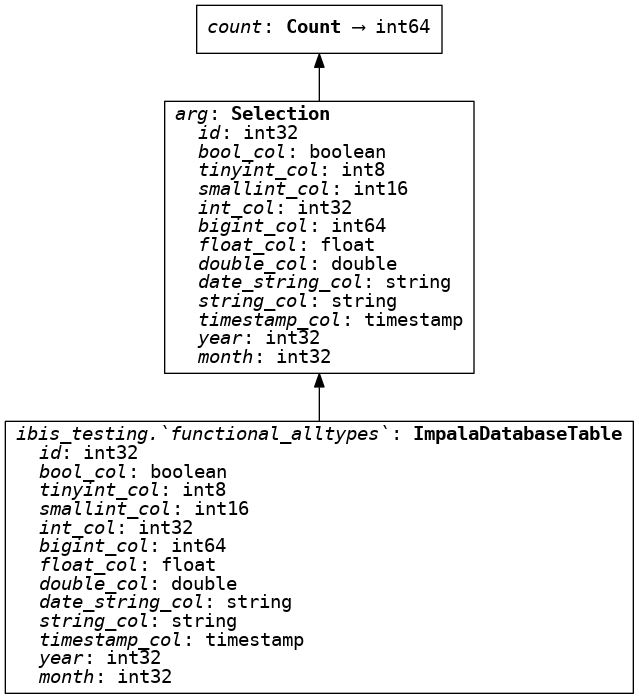 count: Count → int64
arg: Selection
id: int32
bool_col: boolean
tinyint_col: int8
smallint_col: int16
int_col: int32
bigint_col: int64
float_col: float
double_col: double
date_string_col: string
string_col: string
timestamp_col: timestamp
year: int32
month: int32
ibis_testing.`functional_alltypes`: ImpalaDatabaseTable
id: int32
bool_col: boolean
tinyint_col: int8
smallint_col: int16
int_col: int32
bigint_col: int64
float_col: float
double_col: double
date_string_col: string
string_col: string
timestamp_col: timestamp
year: int32
month: int32